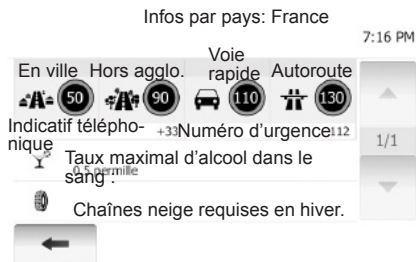 Infos par pays: France
7:16 PM
En ville Hors agglo. Voie rapide Autoroute
50 90 110 130
Indicatif télépho-
nique +33 Numéro d'urgence 112
1/1
Taux maximal d'alcool dans le
sang :
0,5 permille
Chaînes neige requises en hiver.